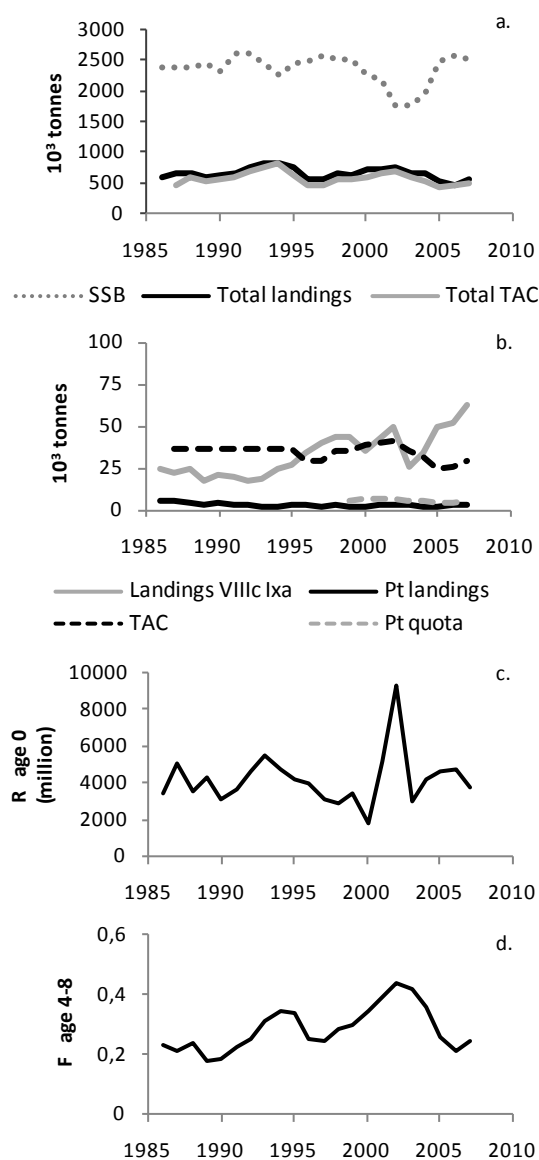 a.
3000
2500
2000
1500
1000
500
0
10³ tonnes
1985 1990 1995 2000 2005 2010
SSB Total landings Total TAC
b.
100
75
50
25
0
10³ tonnes
1985 1990 1995 2000 2005 2010
Landings VIIIc Ixa Pt landings
TAC Pt quota
c.
10000
8000
6000
4000
2000
0
R age 0
(million)
1985 1990 1995 2000 2005 2010
d.
0,6
0,4
0,2
0
F age 4-8
1985 1990 1995 2000 2005 2010